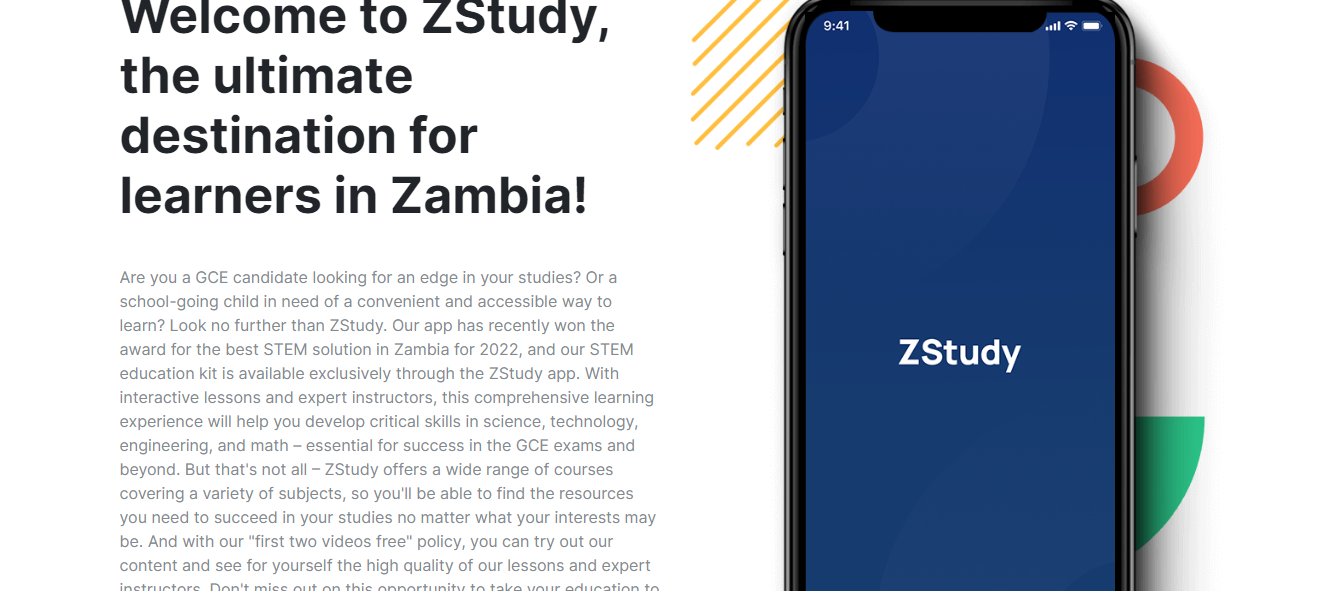 Welcome to ZStudy,
the ultimate
destination for
learners in Zambia!
Are you a GCE candidate looking for an edge in your studies? Or a
school-going child in need of a convenient and accessible way to
learn? Look no further than ZStudy. Our app has recently won the
award for the best STEM solution in Zambia for 2022, and our STEM
education kit is available exclusively through the ZStudy app. With
interactive lessons and expert instructors, this comprehensive learning
experience will help you develop critical skills in science, technology,
engineering, and math – essential for success in the GCE exams and
beyond. But that's not all – ZStudy offers a wide range of courses
covering a variety of subjects, so you'll be able to find the resources
you need to succeed in your studies no matter what your interests may
be. And with our "first two videos free" policy, you can try out our
content and see for yourself the high quality of our lessons and expert
instructors. Don't miss out on this opportunity to take your education to
9:41
ZStudy